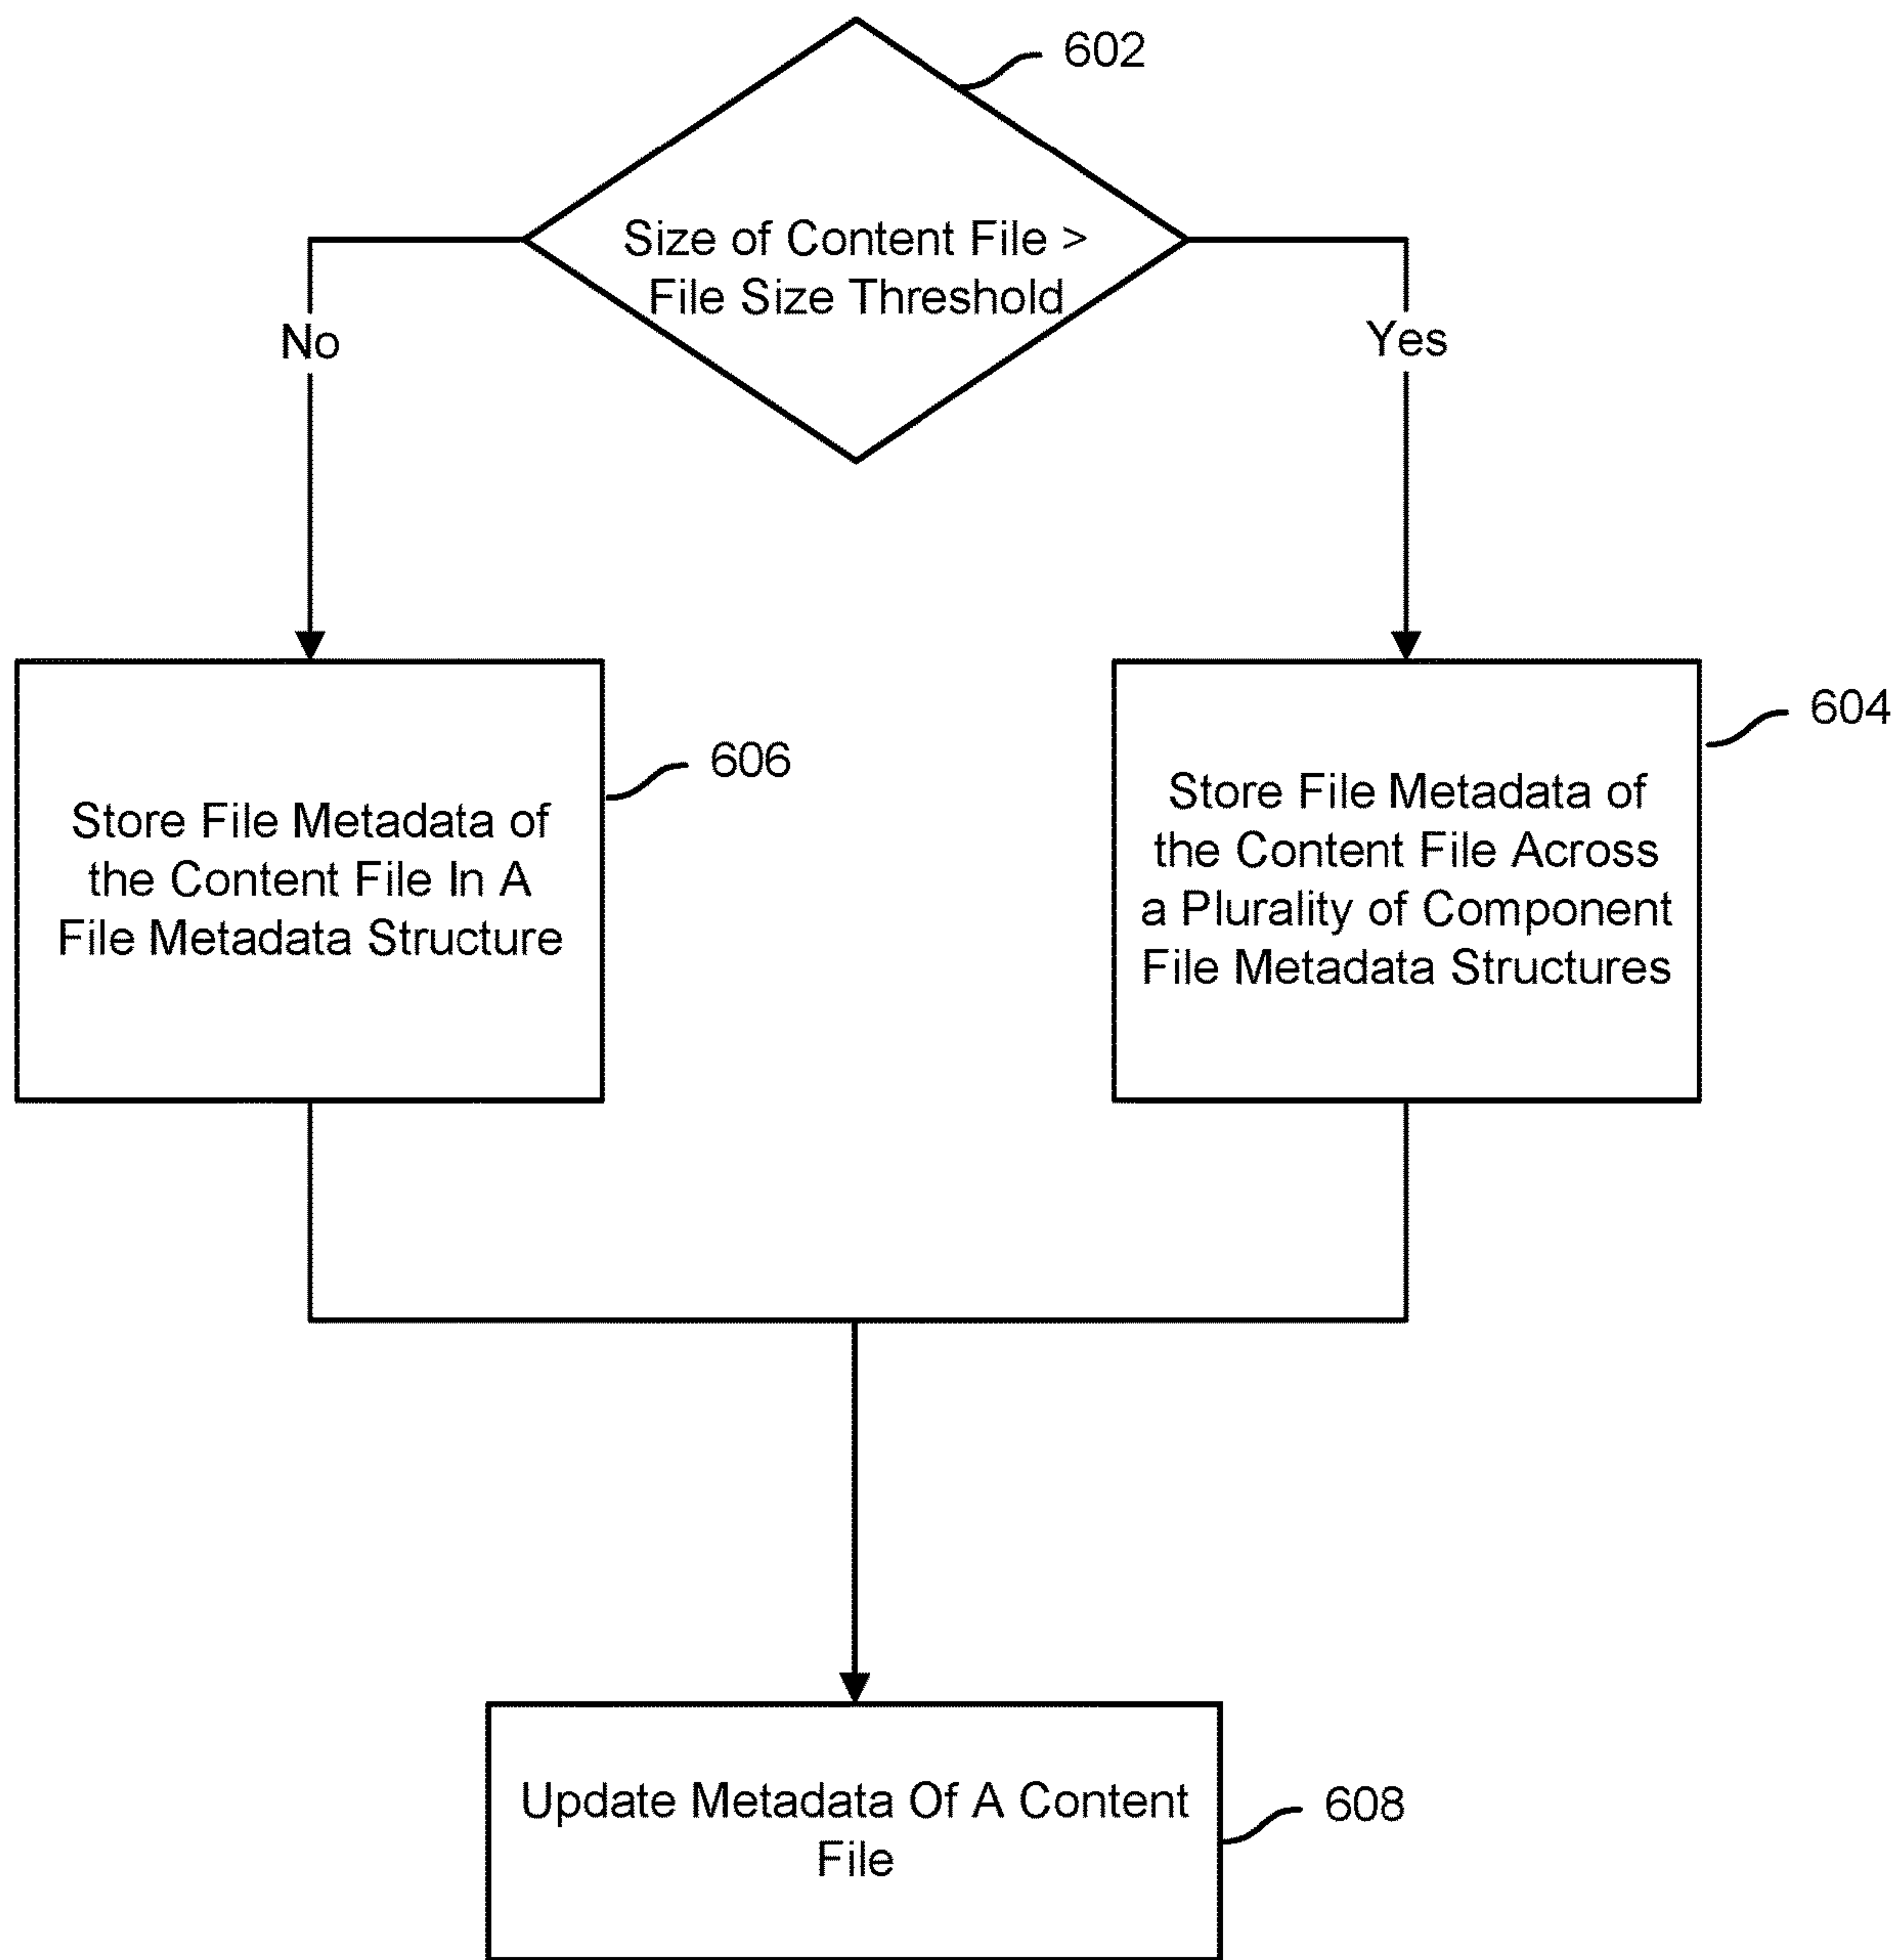 602
Size of Content File >
File Size Threshold
No
Yes
606
Store File Metadata of
the Content File In A
File Metadata Structure
604
Store File Metadata of
the Content File Across
a Plurality of Component
File Metadata Structures
Update Metadata Of A Content
File
608